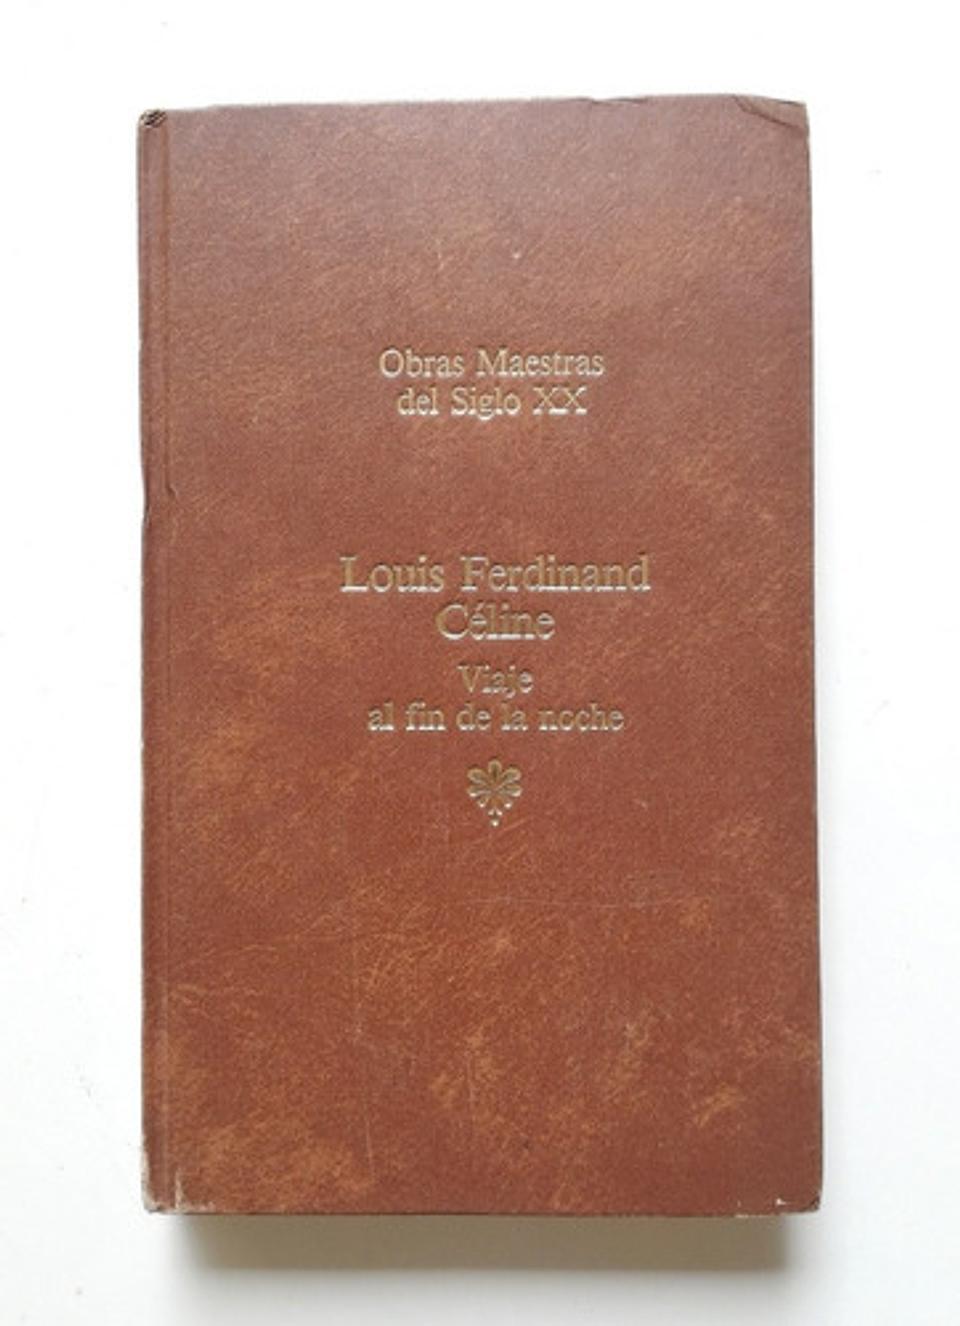 Obras Maestras
del Siglo XX
Louis Ferdinand
Céline
Viaje
al fin de la noche